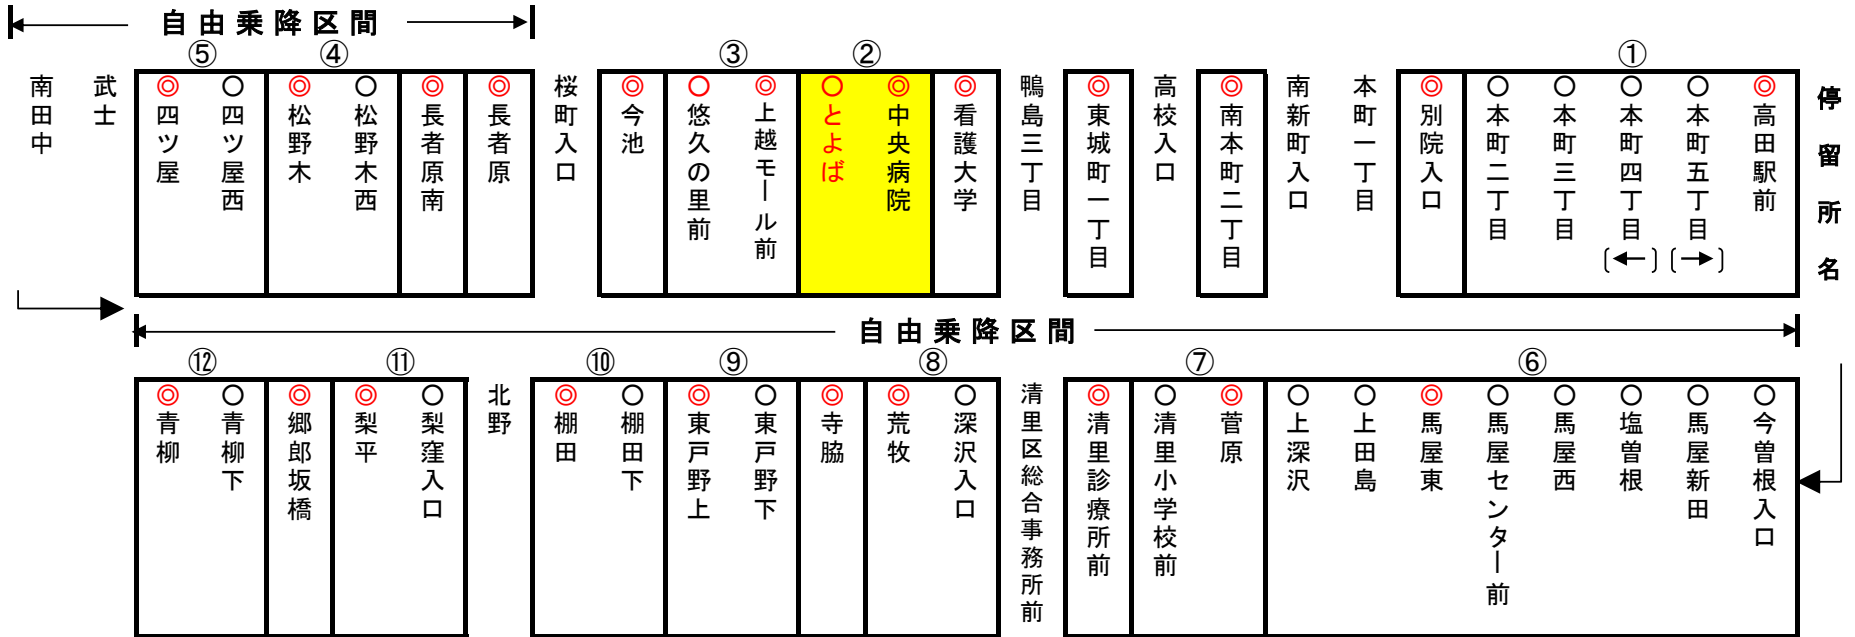 自由乗降区間
⑤ ④ ③ ② ①
停留所名
◎高田駅前
○本町五丁目〔→〕
○本町四丁目〔←〕
○本町三丁目
○本町二丁目
◎別院入口
本町一丁目
南新町入口
◎南本町二丁目
高校入口
◎東城町一丁目
鴨島三丁目
◎看護大学
◎中央病院
○とよば
◎上越モール前
○悠久の里前
◎今池
桜町入口
◎長者原
◎長者原南
○松野木西
◎松野木
○四ツ屋西
◎四ツ屋
武士
南田中
自由乗降区間
⑫ ⑪ ⑩ ⑨ ⑧ ⑦ ⑥
○今曽根入口
○馬屋新田
○塩曽根
○馬屋西
○馬屋センター前
◎馬屋東
○上田島
○上深沢
◎菅原
○清里小学校前
◎清里診療所前
清里区総合事務所前
○深沢入口
◎荒牧
◎寺脇
○東戸野下
◎東戸野上
○棚田下
◎棚田
北野
○梨窪入口
◎梨平
◎郷郎坂橋
○青柳下
◎青柳